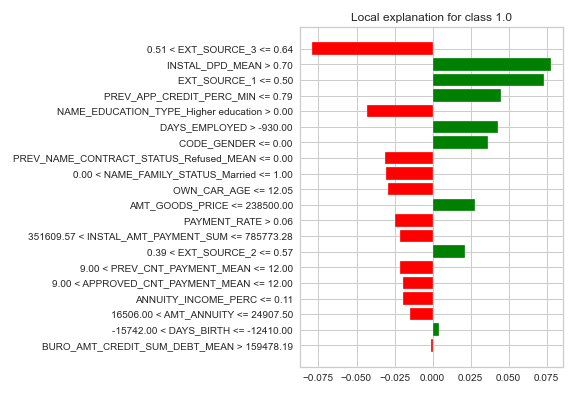 Local explanation for class 1.0
0.51 < EXT_SOURCE_3 <= 0.64
INSTAL_DPD_MEAN > 0.70
EXT_SOURCE_1 <= 0.50
PREV_APP_CREDIT_PERC_MIN <= 0.79
NAME_EDUCATION_TYPE_Higher education > 0.00
DAYS_EMPLOYED > -930.00
CODE_GENDER <= 0.00
PREV_NAME_CONTRACT_STATUS_Refused_MEAN <= 0.00
0.00 < NAME_FAMILY_STATUS_Married <= 1.00
OWN_CAR_AGE <= 12.05
AMT_GOODS_PRICE <= 238500.00
PAYMENT_RATE > 0.06
351609.57 < INSTAL_AMT_PAYMENT_SUM <= 785773.28
0.39 < EXT_SOURCE_2 <= 0.57
9.00 < PREV_CNT_PAYMENT_MEAN <= 12.00
9.00 < APPROVED_CNT_PAYMENT_MEAN <= 12.00
ANNUITY_INCOME_PERC <= 0.11
16506.00 < AMT_ANNUITY <= 24907.50
-15742.00 < DAYS_BIRTH <= -12410.00
BURO_AMT_CREDIT_SUM_DEBT_MEAN > 159478.19
−0.075 −0.050 −0.025 0.000 0.025 0.050 0.075